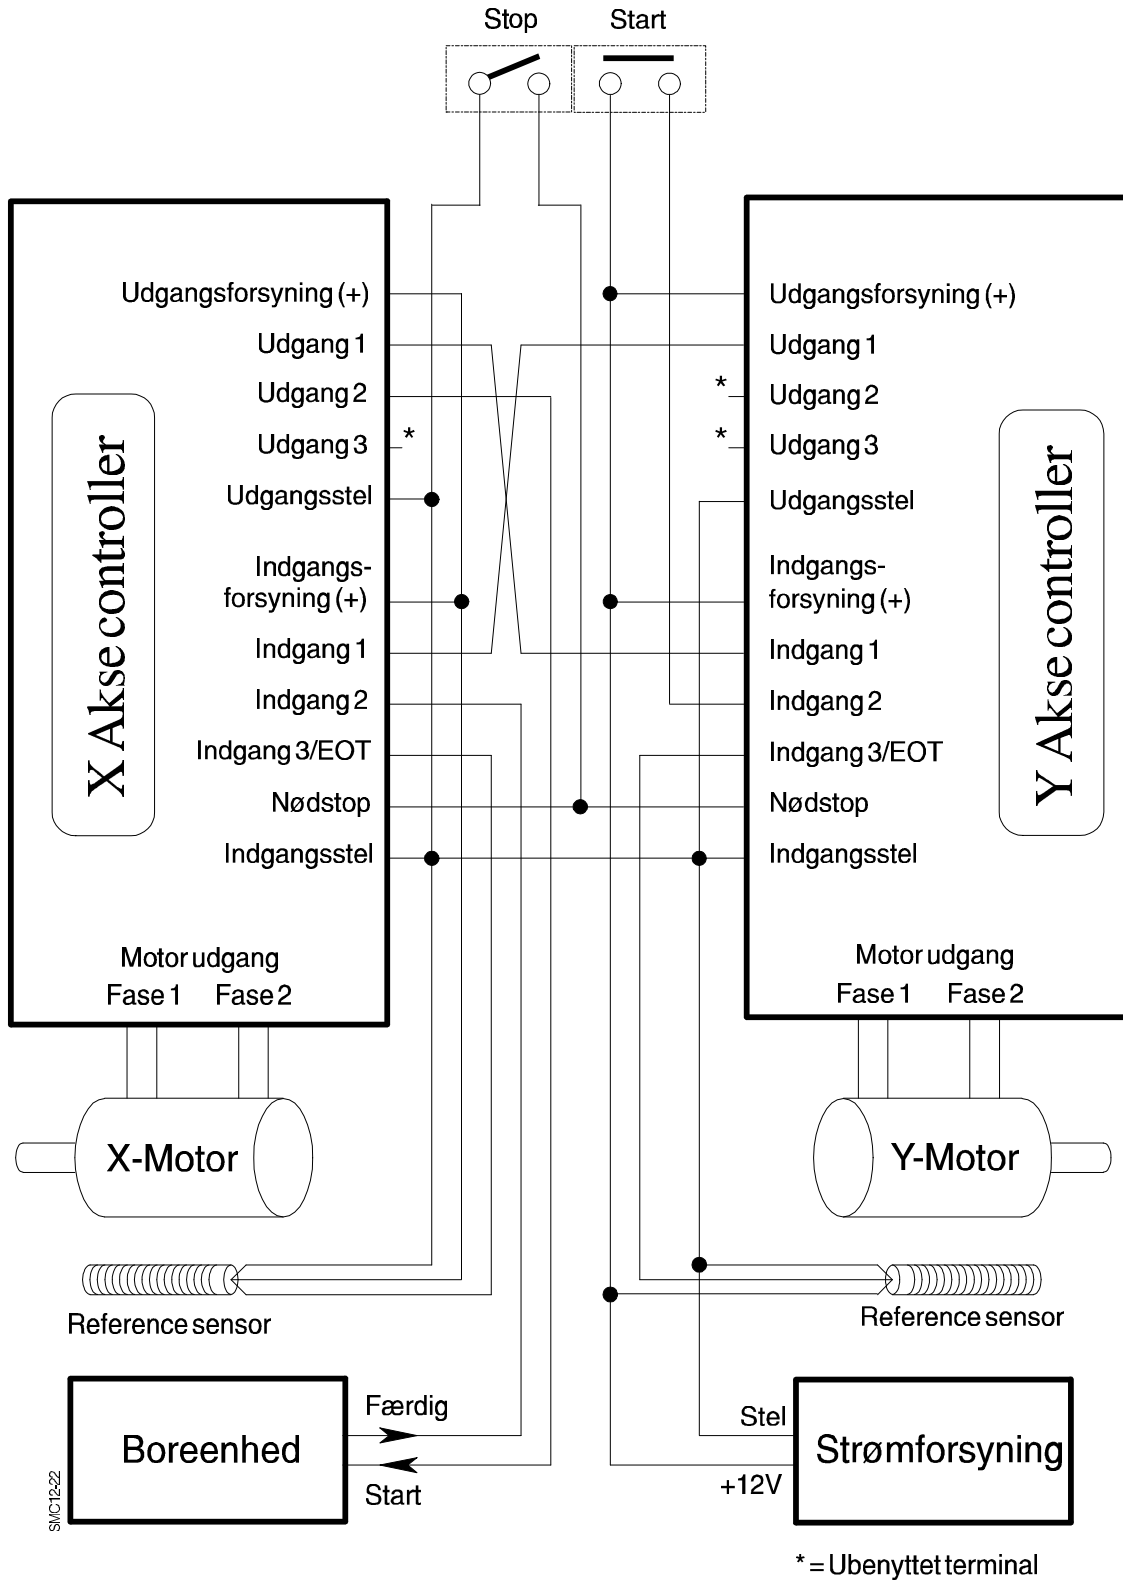 Stop
Start
Udgangsforsyning (+)
Udgang 1
Udgang 2
Udgang 3
*
Udgangsstel
Indgangs-
forsyning (+)
Indgang 1
Indgang 2
Indgang 3/EOT
Nødstop
Indgangsstel
X Akse controller
Motor udgang
Fase 1
Fase 2
Udgangsforsyning (+)
Udgang 1
*
Udgang 2
*
Udgang 3
Udgangsstel
Indgangs-
forsyning (+)
Indgang 1
Indgang 2
Indgang 3/EOT
Nødstop
Indgangsstel
Y Akse controller
Motor udgang
Fase 1
Fase 2
X-Motor
Y-Motor
Reference sensor
Reference sensor
Boreenhed
Færdig
Start
Stel
+12V
Strømforsyning
SMC12-22
* = Ubenyttet terminal